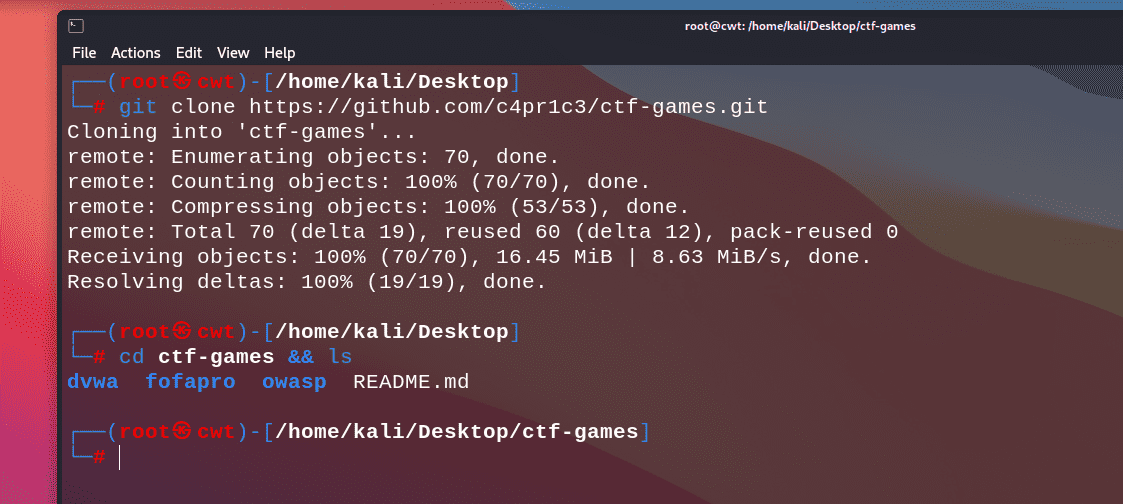 root@cwt: /home/kali/Desktop/ctf-games
File Actions Edit View Help
┌──(root㉿cwt)-[/home/kali/Desktop]
└─# git clone https://github.com/c4pr1c3/ctf-games.git
Cloning into 'ctf-games'...
remote: Enumerating objects: 70, done.
remote: Counting objects: 100% (70/70), done.
remote: Compressing objects: 100% (53/53), done.
remote: Total 70 (delta 19), reused 60 (delta 12), pack-reused 0
Receiving objects: 100% (70/70), 16.45 MiB | 8.63 MiB/s, done.
Resolving deltas: 100% (19/19), done.
┌──(root㉿cwt)-[/home/kali/Desktop]
└─# cd ctf-games && ls
dvwa fofapro owasp README.md
┌──(root㉿cwt)-[/home/kali/Desktop/ctf-games]
└─#